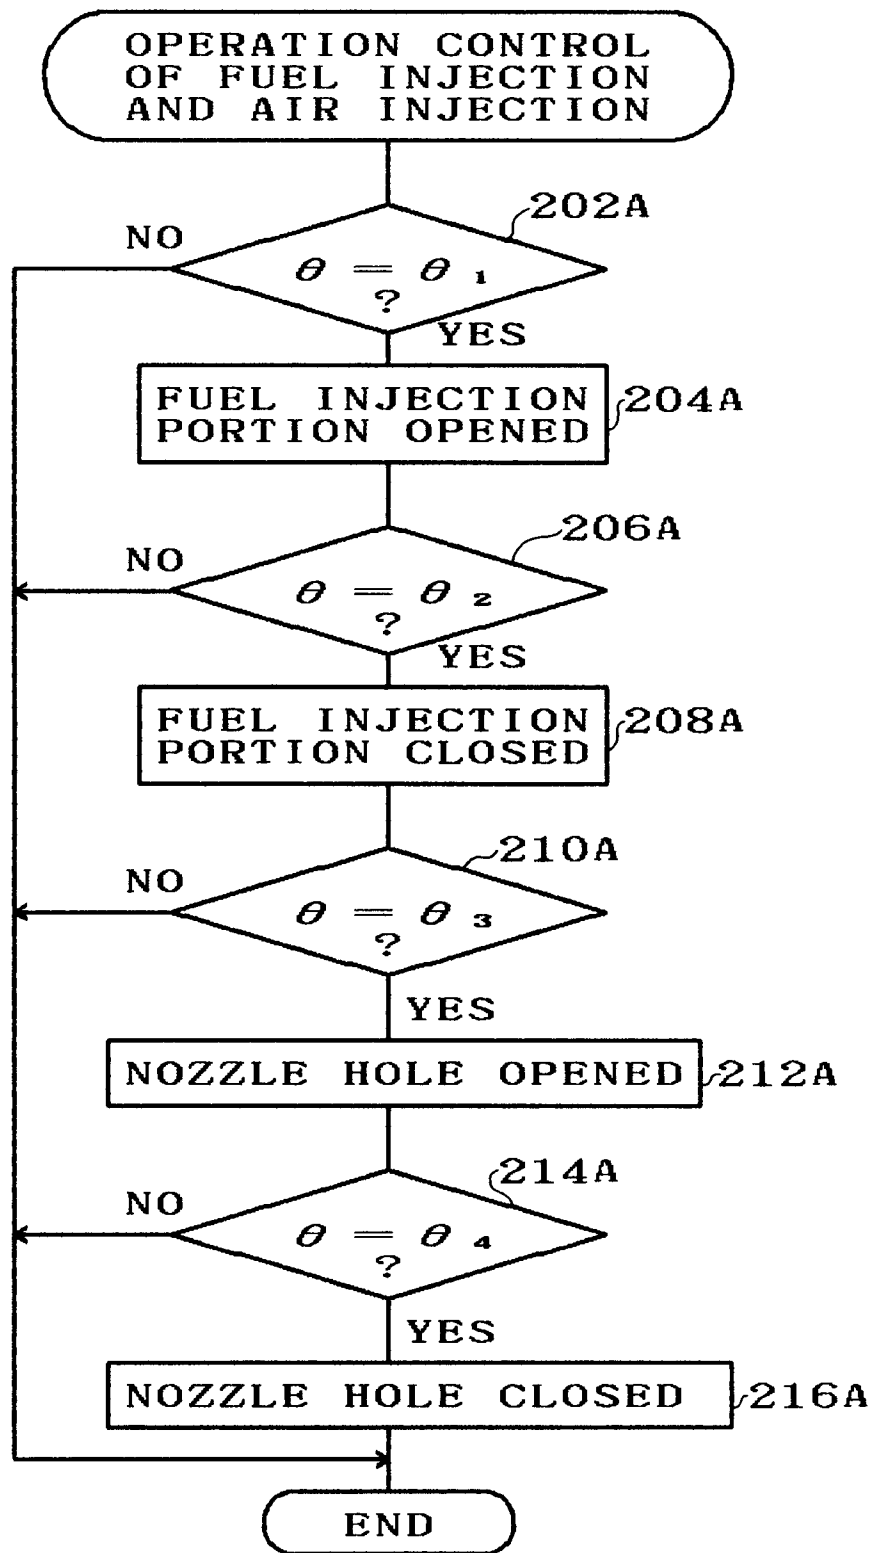 OPERATION CONTROL
OF FUEL INJECTION
AND AIR INJECTION
202A
NO
θ = θ₁
?
YES
FUEL INJECTION
PORTION OPENED
204A
206A
NO
θ = θ₂
?
YES
FUEL INJECTION
PORTION CLOSED
208A
210A
NO
θ = θ₃
?
YES
NOZZLE HOLE OPENED
212A
214A
NO
θ = θ₄
?
YES
NOZZLE HOLE CLOSED
216A
END